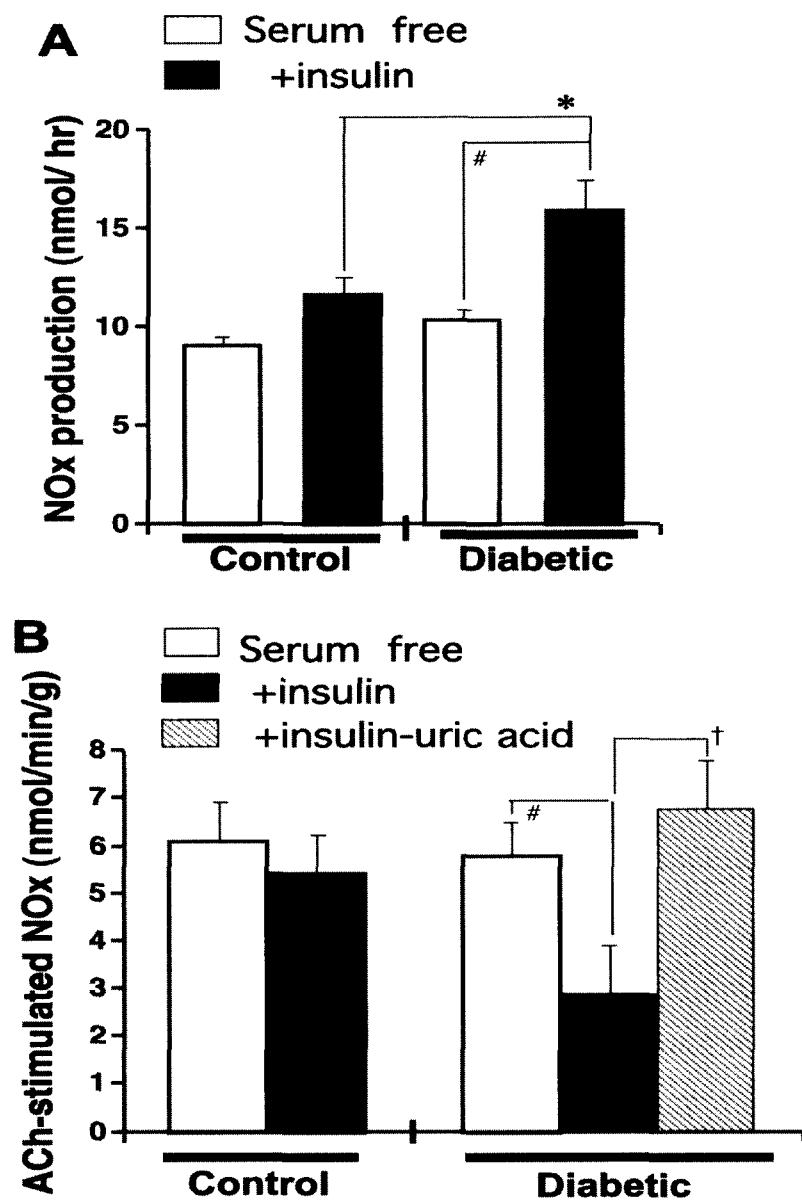 A
Serum free
+insulin
*
#
NOx production (nmol/ hr)
20
15
10
5
0
Control
Diabetic
B
Serum free
+insulin
+insulin-uric acid
†
#
ACh-stimulated NOx (nmol/min/g)
8
7
6
5
4
3
2
1
0
Control
Diabetic